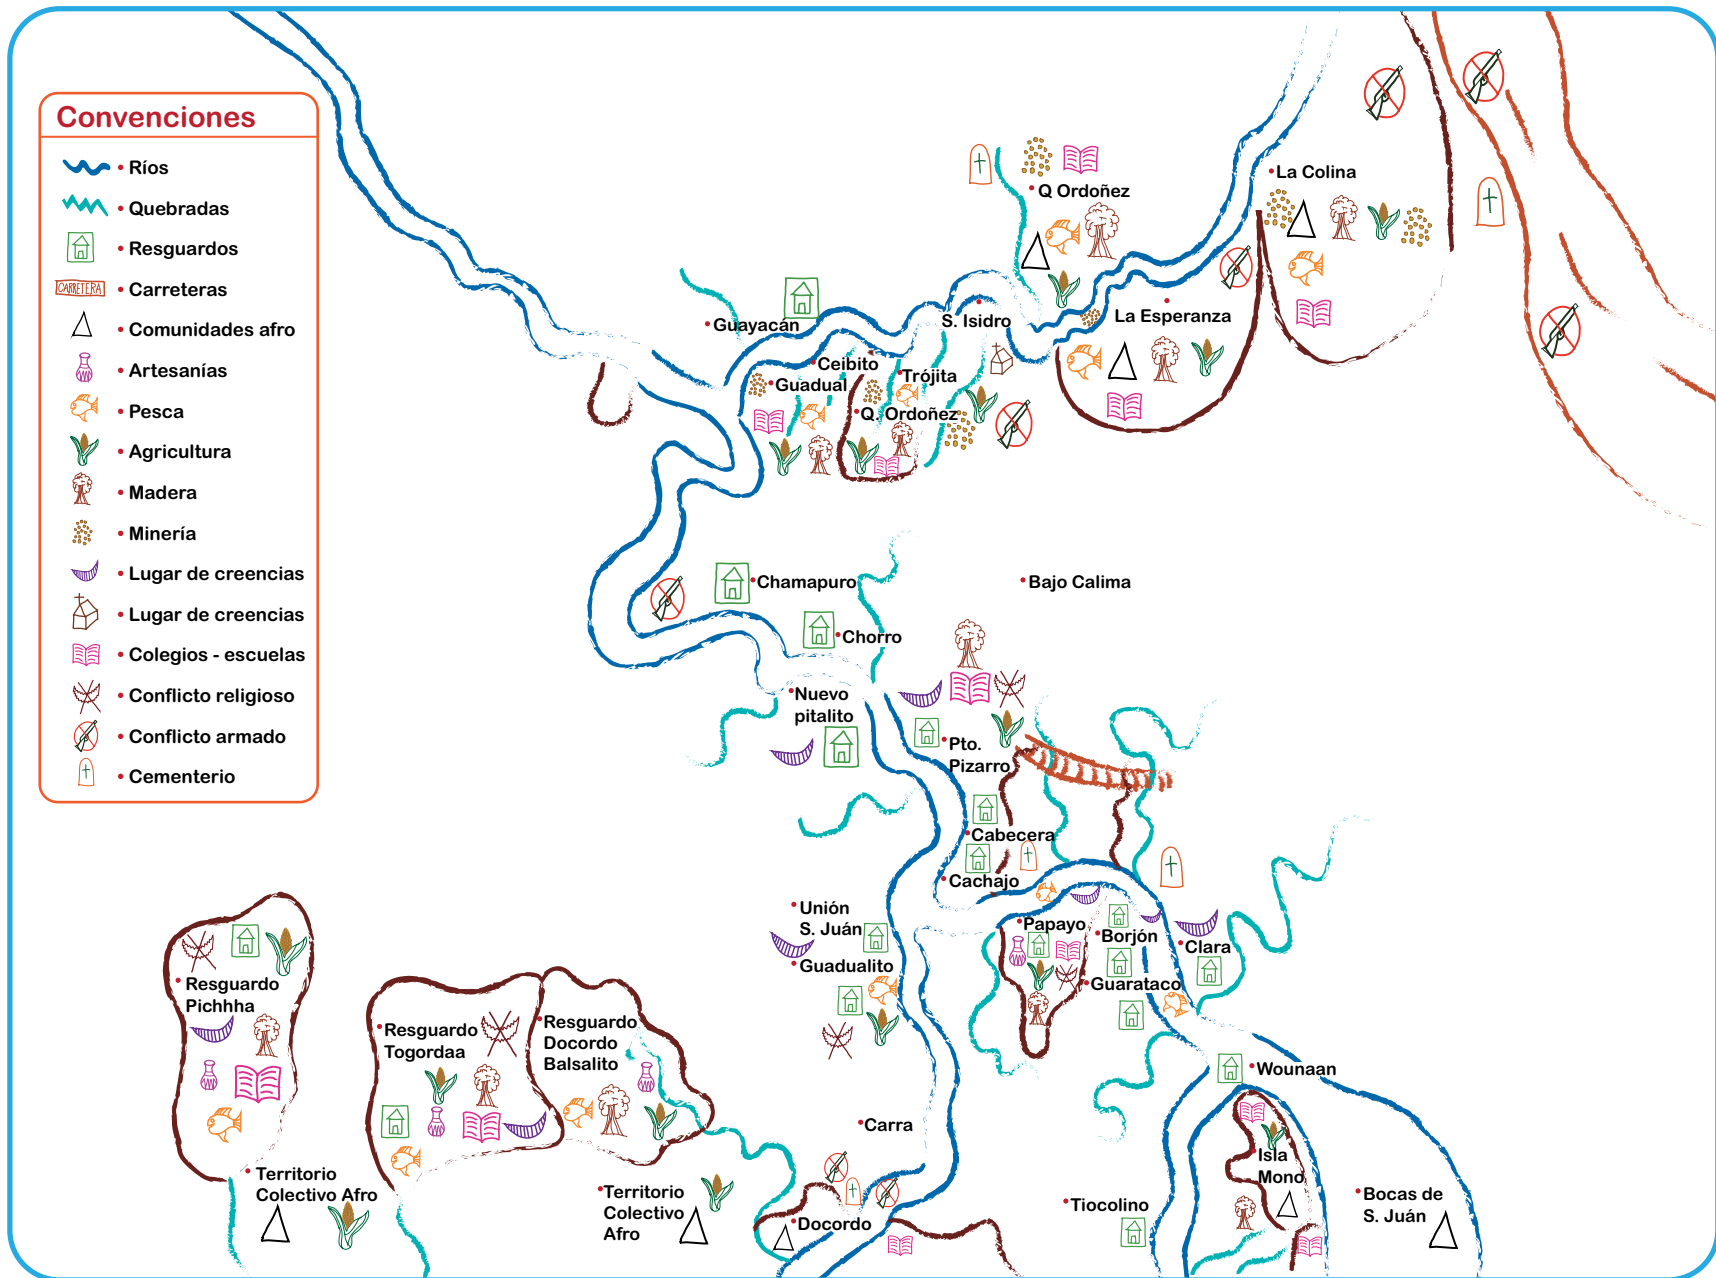 Convenciones
• Ríos
• Quebradas
• Resguardos
CARRETERA • Carreteras
• Comunidades afro
• Artesanías
• Pesca
• Agricultura
• Madera
• Minería
• Lugar de creencias
• Lugar de creencias
• Colegios - escuelas
• Conflicto religioso
• Conflicto armado
• Cementerio
La Colina
Q Ordoñez
La Esperanza
S. Isidro
Guayacán
Ceibito
Trójita
Guadual
Q. Ordoñez
Chamapuro
Bajo Calima
Chorro
Nuevo
pitalito
Pto.
Pizarro
Cabecera
Cachajo
Unión
S. Juán
Papayo
Borjón
Clara
Guadualito
Guarataco
Resguardo
Pichhha
Resguardo
Togordaa
Resguardo
Docordo
Balsalito
Wounaan
Carra
Isla
Mono
Territorio
Colectivo Afro
Territorio
Colectivo
Afro
Docordo
Tiocolino
Bocas de
S. Juán